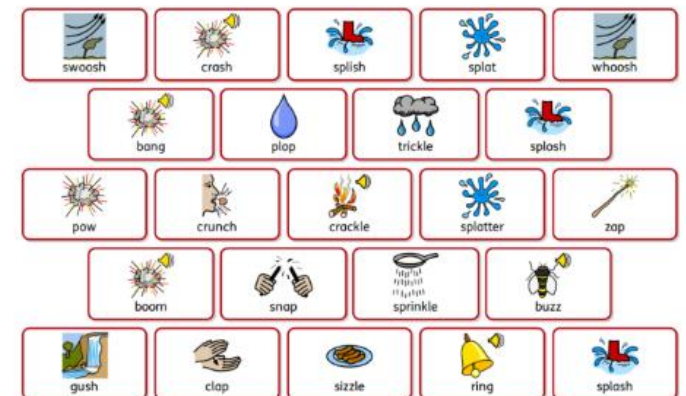 swoosh crash splish splat whoosh
bang plop trickle splosh
pow crunch crackle splatter zap
boom snap sprinkle buzz
gush clap sizzle ring splash